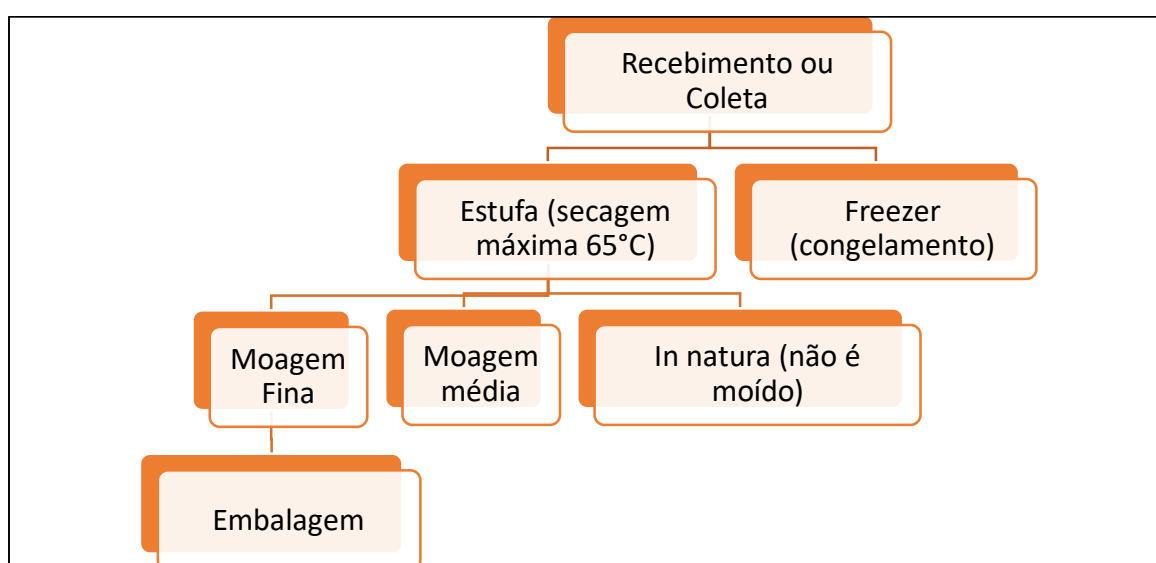 Recebimento ou
Coleta
Estufa (secagem
máxima 65°C)
Freezer
(congelamento)
Moagem
Fina
Moagem
média
In natura (não é
moído)
Embalagem